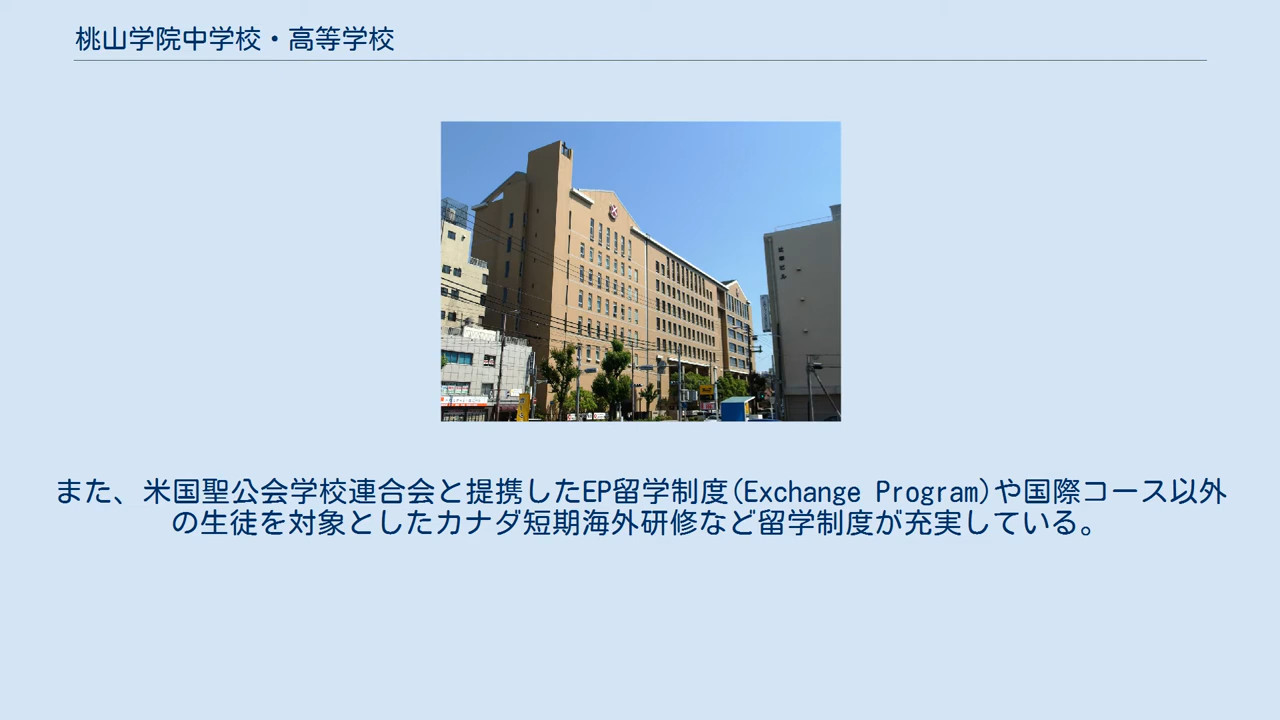 桃山学院中学校・高等学校
また、米国聖公会学校連合会と提携したEP留学制度(Exchange Program)や国際コース以外
の生徒を対象としたカナダ短期海外研修など留学制度が充実している。